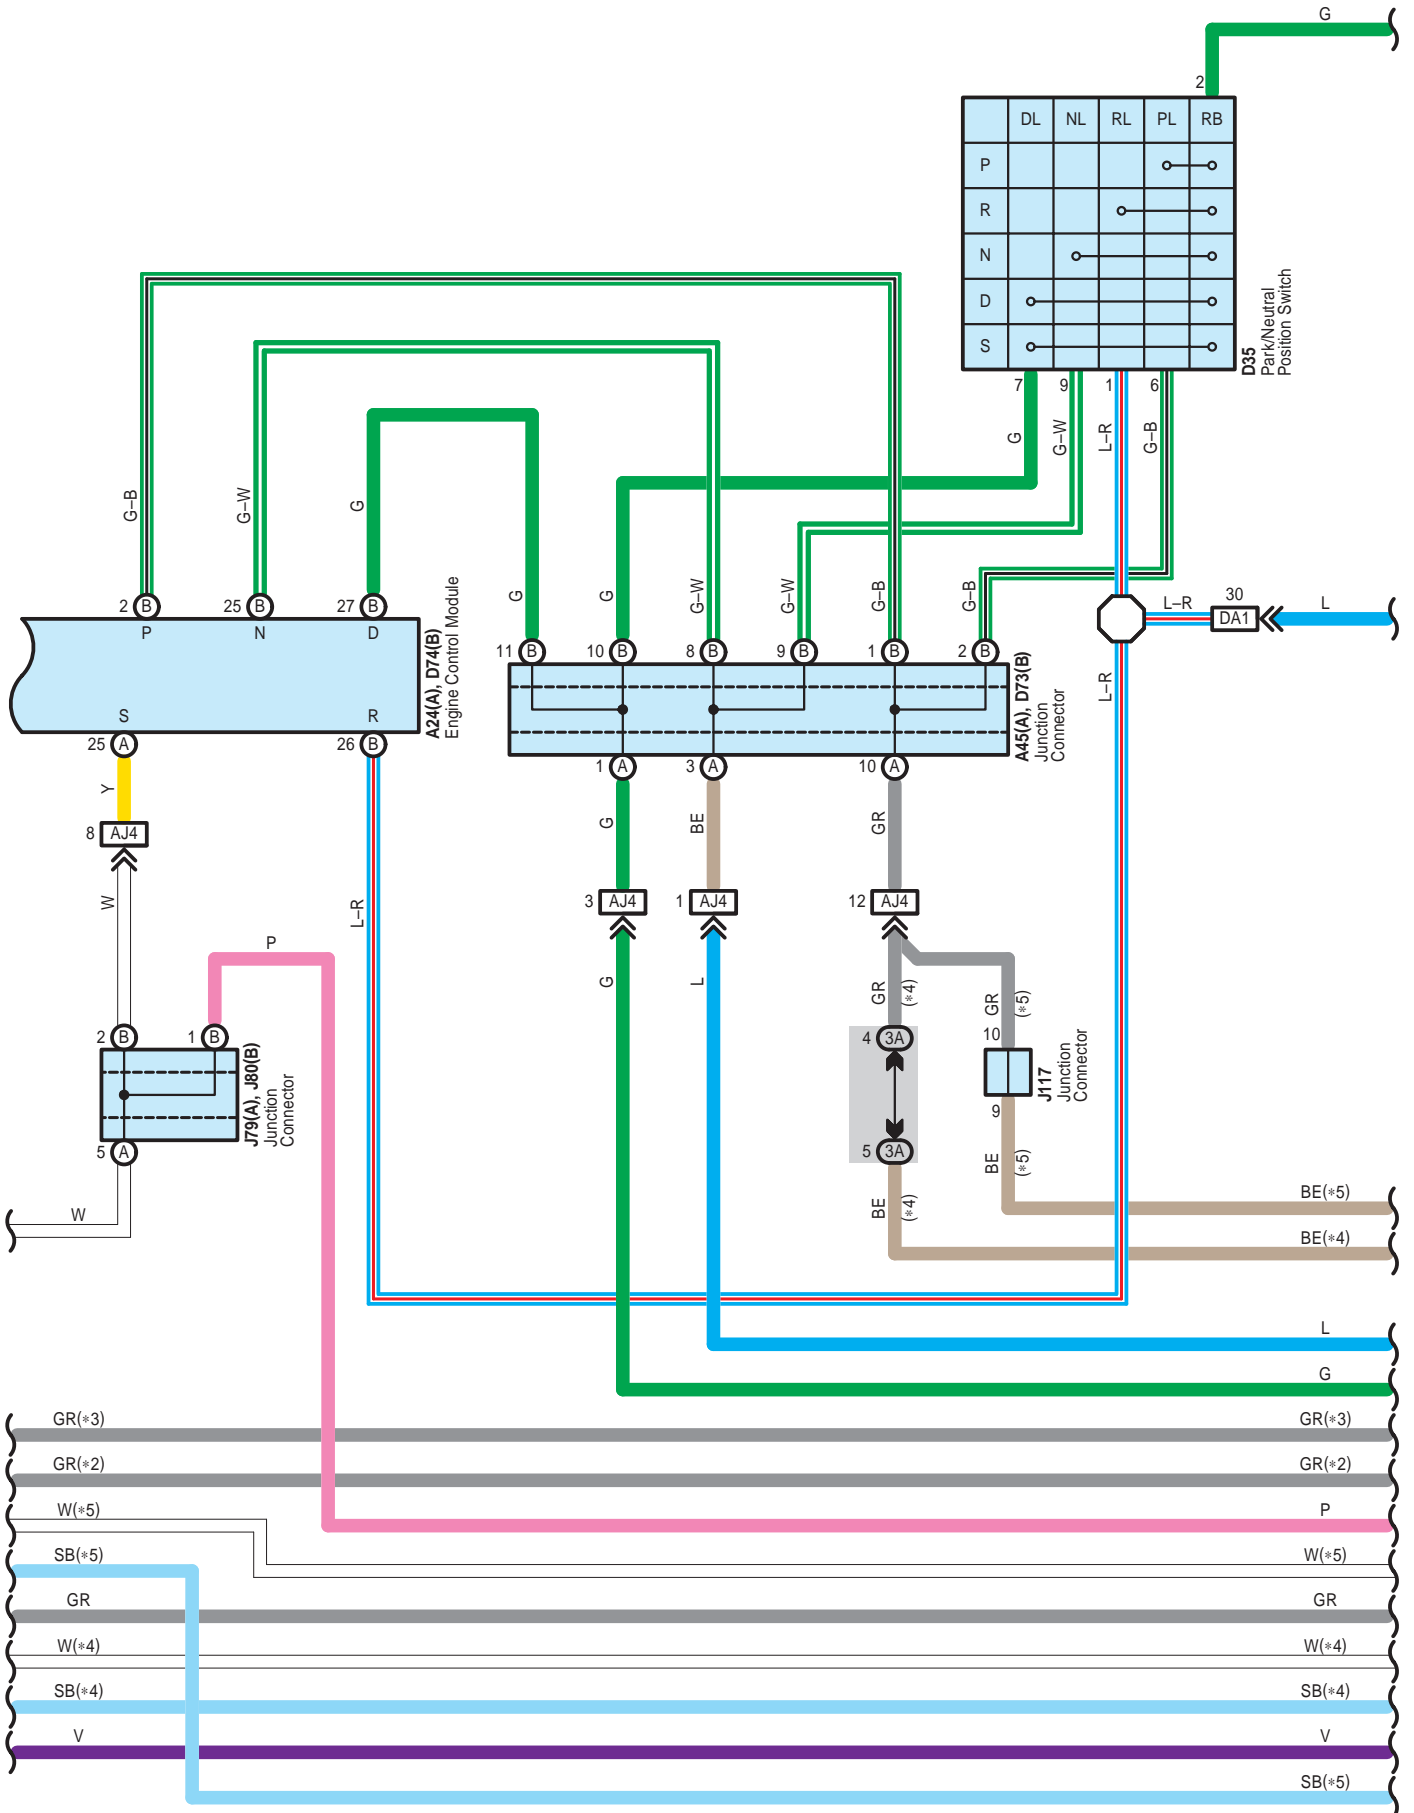 G
2
DL NL RL PL RB
P
R
N
D
S
D35
Park/Neutral
Position Switch
7 9 1 6
G G–W L–R G–B
G–B G–W G
G G G–W G–W G–B G–B
L–R 30 L
DA1
2 B 25 B 27 B
P N D
S R
A24(A), D74(B)
Engine Control Module
11 B 10 B 8 B 9 B 1 B 2 B
A45(A), D73(B)
Junction
Connector
L–R
25 A 26 B
1 A 3 A 10 A
Y
G BE GR
8 AJ4
3 AJ4 1 AJ4 12 AJ4
W
L–R
P
G L GR (*4) GR (*5)
2 B 1 B
4 3A
10
J79(A), J80(B)
Junction
Connector
J117
Junction
Connector
9
5 A
5 3A
BE (*4) BE (*5)
W
BE(*5)
BE(*4)
L
G
GR(*3) GR(*3)
GR(*2) GR(*2)
W(*5) P
SB(*5) W(*5)
GR GR
W(*4) W(*4)
SB(*4) SB(*4)
V V
SB(*5)